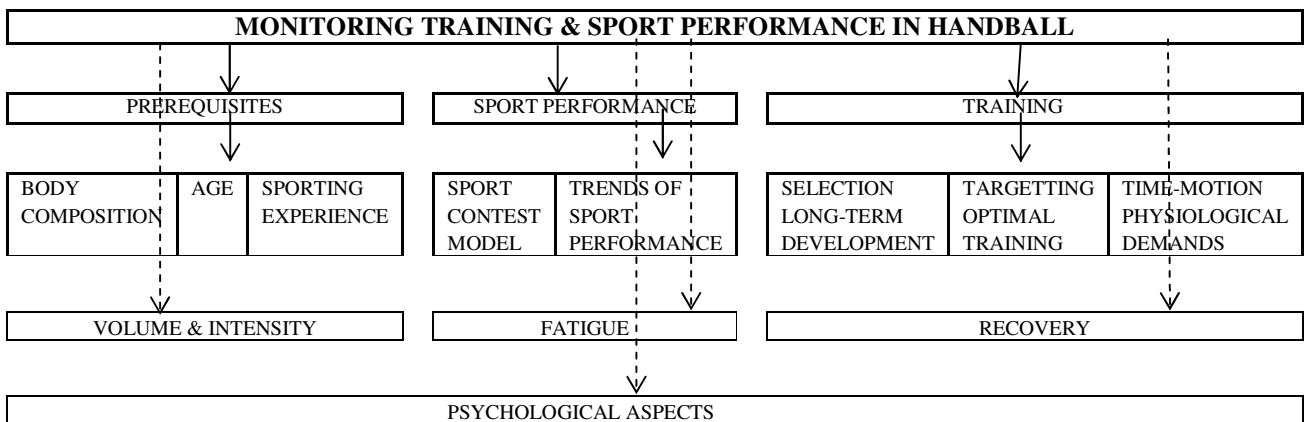 MONITORING TRAINING & SPORT PERFORMANCE IN HANDBALL
PREREQUISITES
SPORT PERFORMANCE
TRAINING
BODY
COMPOSITION
AGE
SPORTING
EXPERIENCE
SPORT
CONTEST
MODEL
TRENDS OF
SPORT
PERFORMANCE
SELECTION
LONG-TERM
DEVELOPMENT
TARGETTING
OPTIMAL
TRAINING
TIME-MOTION
PHYSIOLOGICAL
DEMANDS
VOLUME & INTENSITY
FATIGUE
RECOVERY
PSYCHOLOGICAL ASPECTS